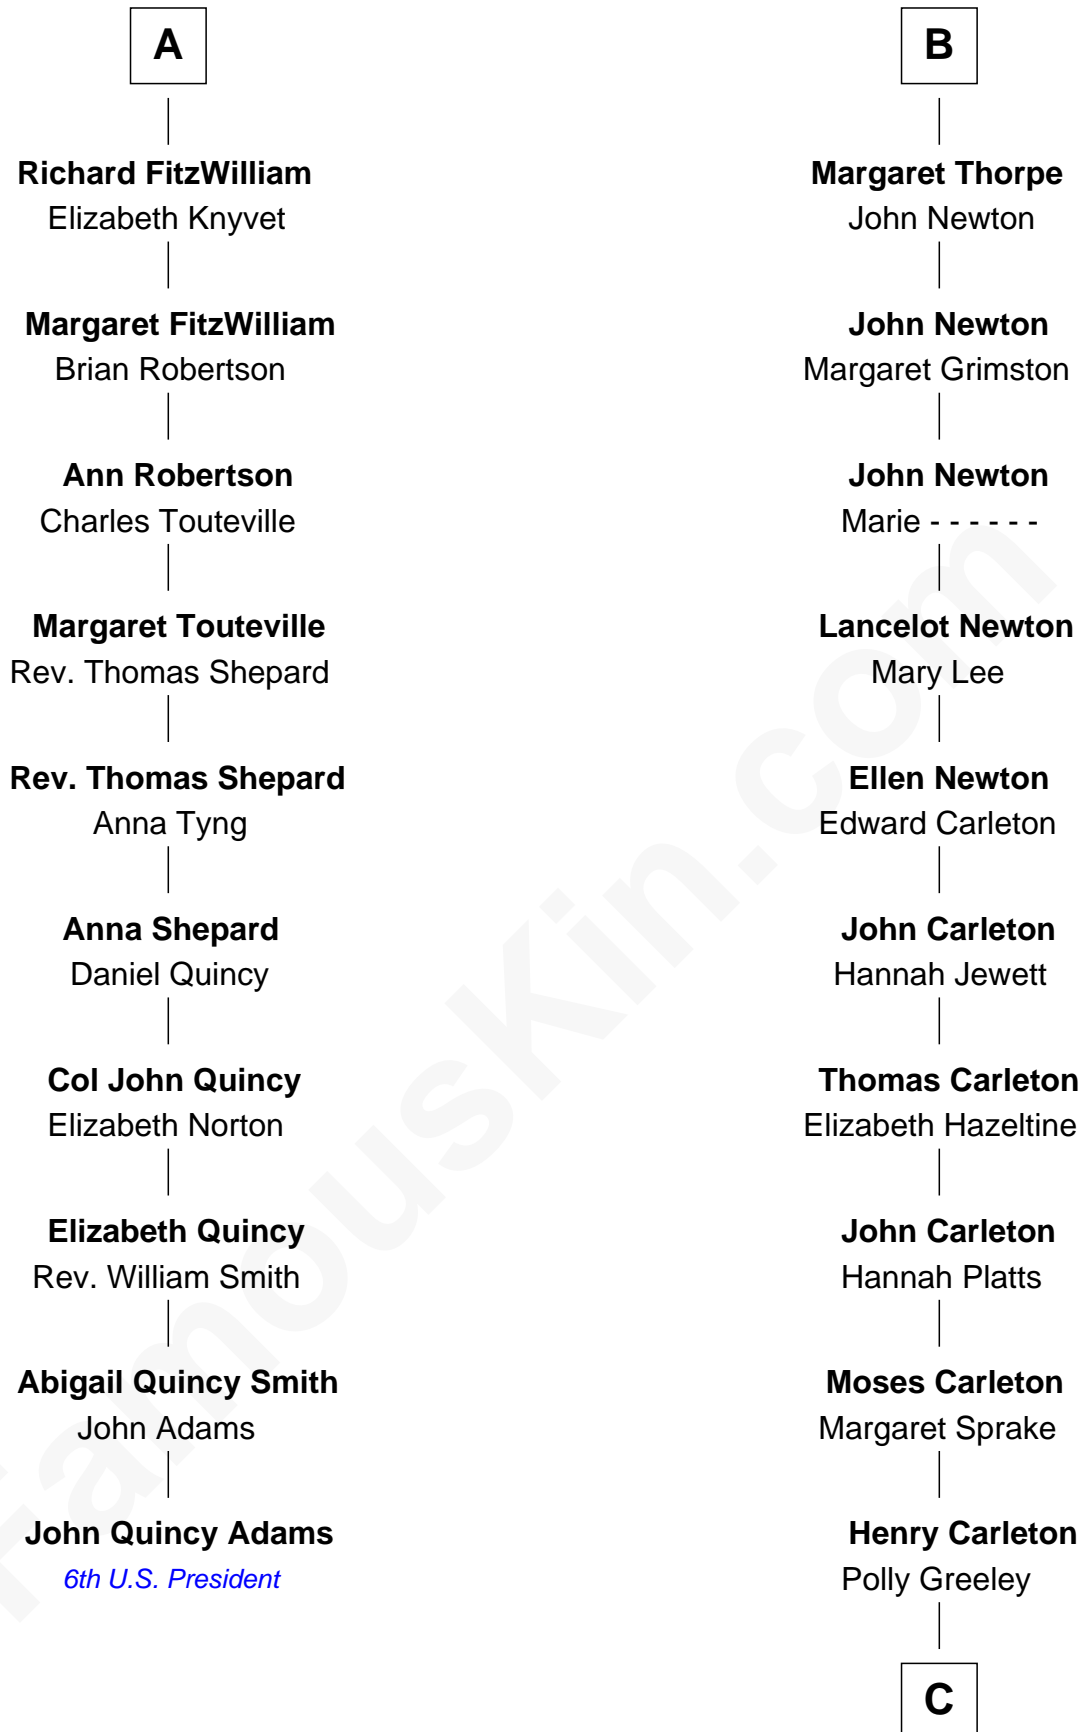 A
Richard FitzWilliam
Elizabeth Knyvet
Margaret FitzWilliam
Brian Robertson
Ann Robertson
Charles Touteville
Margaret Touteville
Rev. Thomas Shepard
Rev. Thomas Shepard
Anna Tyng
Anna Shepard
Daniel Quincy
Col John Quincy
Elizabeth Norton
Elizabeth Quincy
Rev. William Smith
Abigail Quincy Smith
John Adams
John Quincy Adams
6th U.S. President
B
Margaret Thorpe
John Newton
John Newton
Margaret Grimston
John Newton
Marie - - - - - -
Lancelot Newton
Mary Lee
Ellen Newton
Edward Carleton
John Carleton
Hannah Jewett
Thomas Carleton
Elizabeth Hazeltine
John Carleton
Hannah Platts
Moses Carleton
Margaret Sprake
Henry Carleton
Polly Greeley
C
FamousKin.com